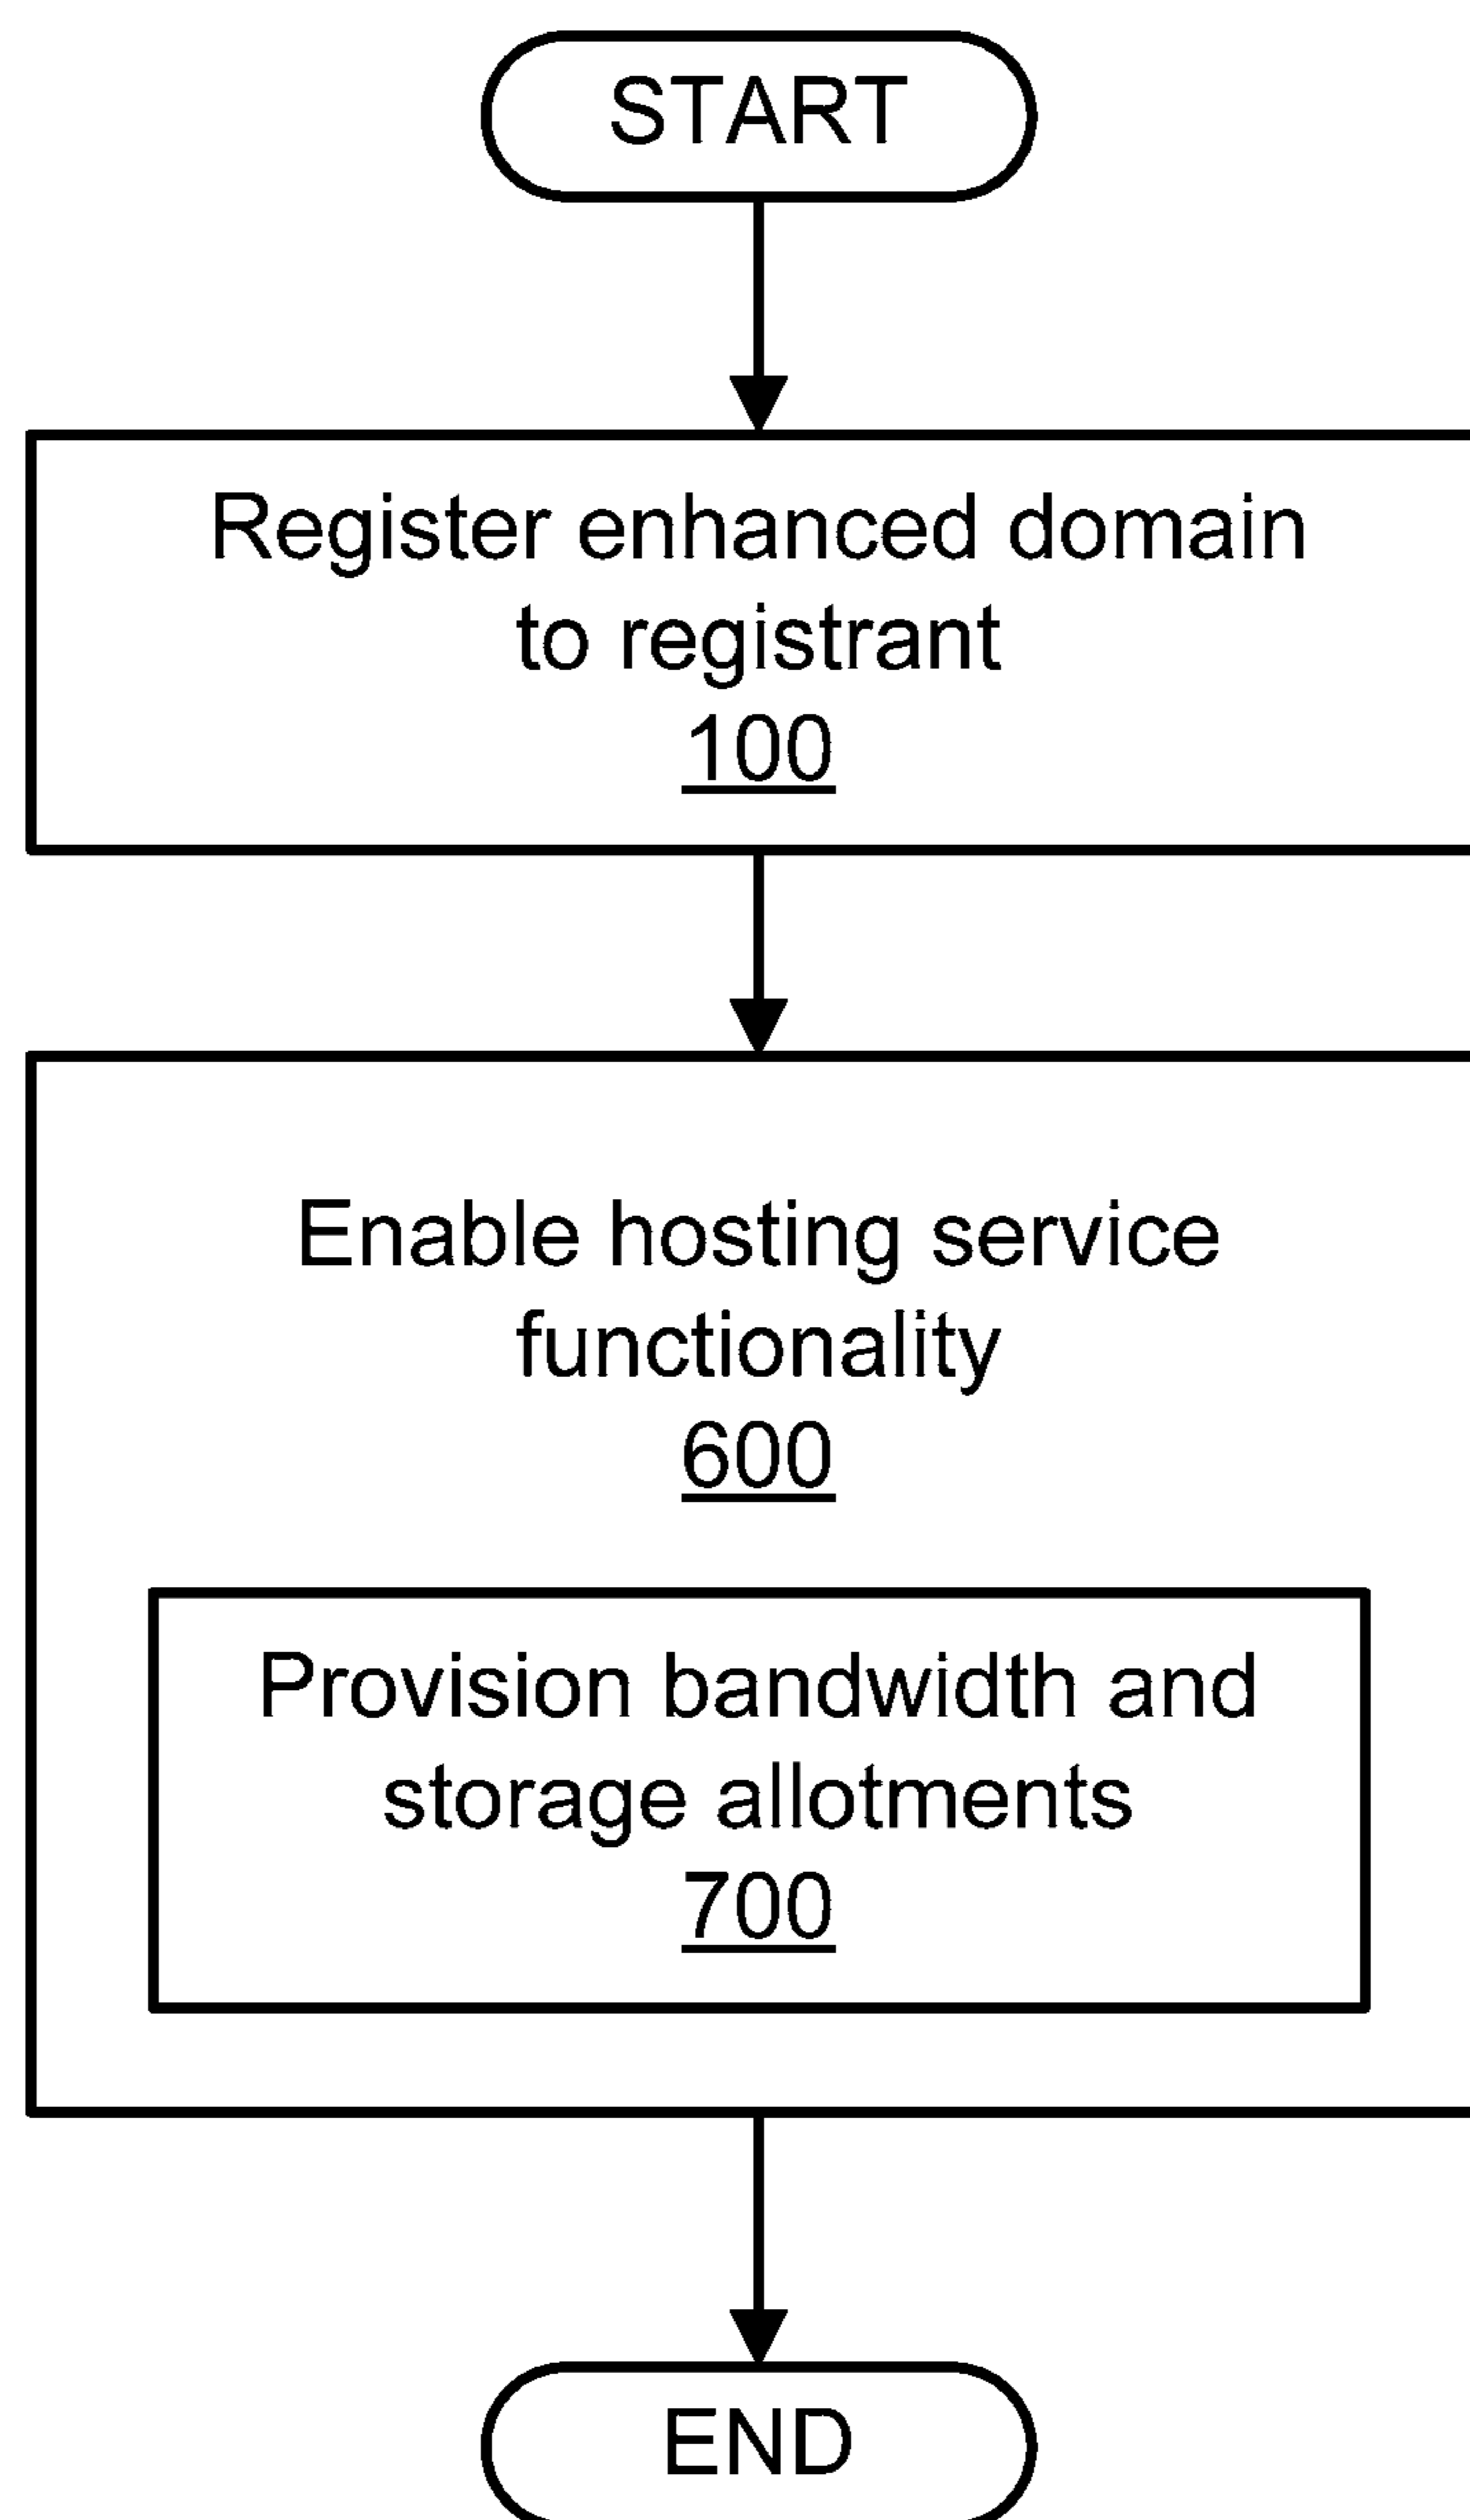 START
Register enhanced domain
to registrant
100
Enable hosting service
functionality
600
Provision bandwidth and
storage allotments
700
END